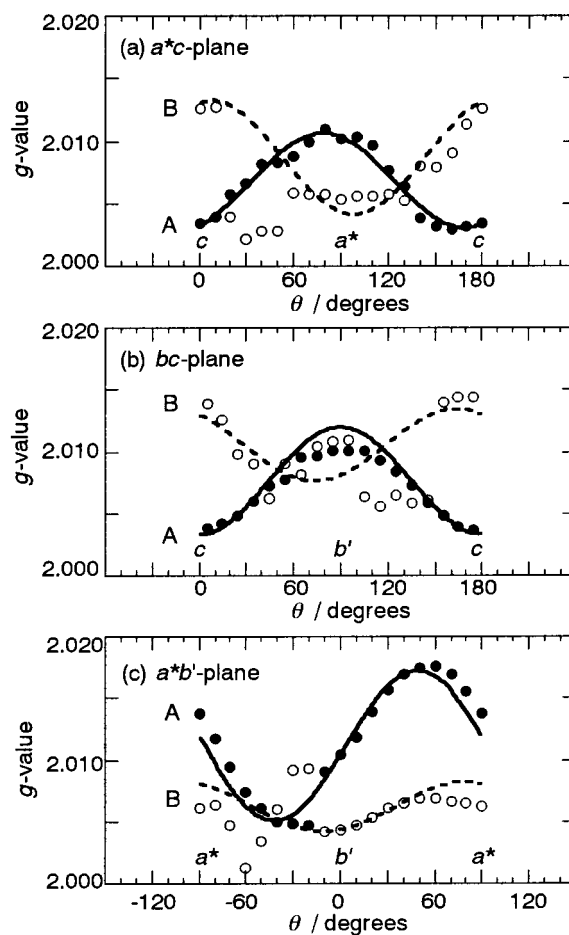 2.020
(a) a*c-plane
B
2.010
g-value
A
c a* c
2.000
0 60 120 180
θ / degrees
2.020
(b) bc-plane
B
2.010
g-value
A
c b' c
2.000
0 60 120 180
θ / degrees
2.020
(c) a*b'-plane
A
2.010
g-value
B
a* b' a*
2.000
-120 -60 0 60 120
θ / degrees